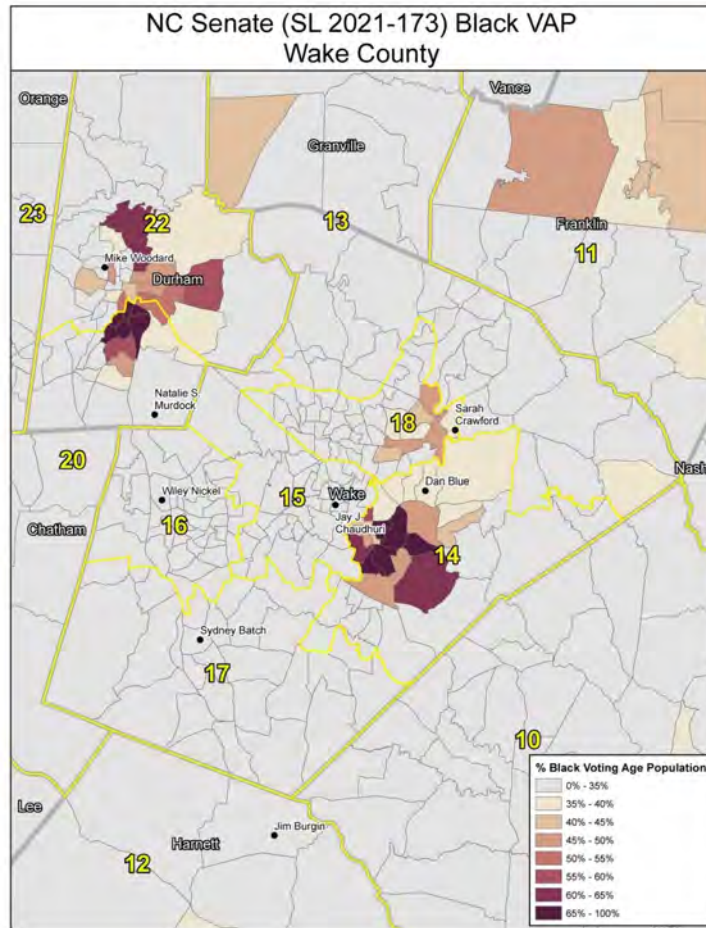 NC Senate (SL 2021-173) Black VAP
Wake County
Vance
Orange
Granville
23
22
13
Franklin
11
Mike Woodard
Durham
Natalie S.
Murdock
18
Sarah
Crawford
20
Dan Blue
Nash
Wiley Nickel
15
Wake
Jay J.
Chaudhuri
Chatham
16
14
Sydney Batch
17
10
% Black Voting Age Population
0% - 35%
35% - 40%
40% - 45%
45% - 50%
50% - 55%
55% - 60%
60% - 65%
65% - 100%
Lee
Jim Burgin
Harnett
12